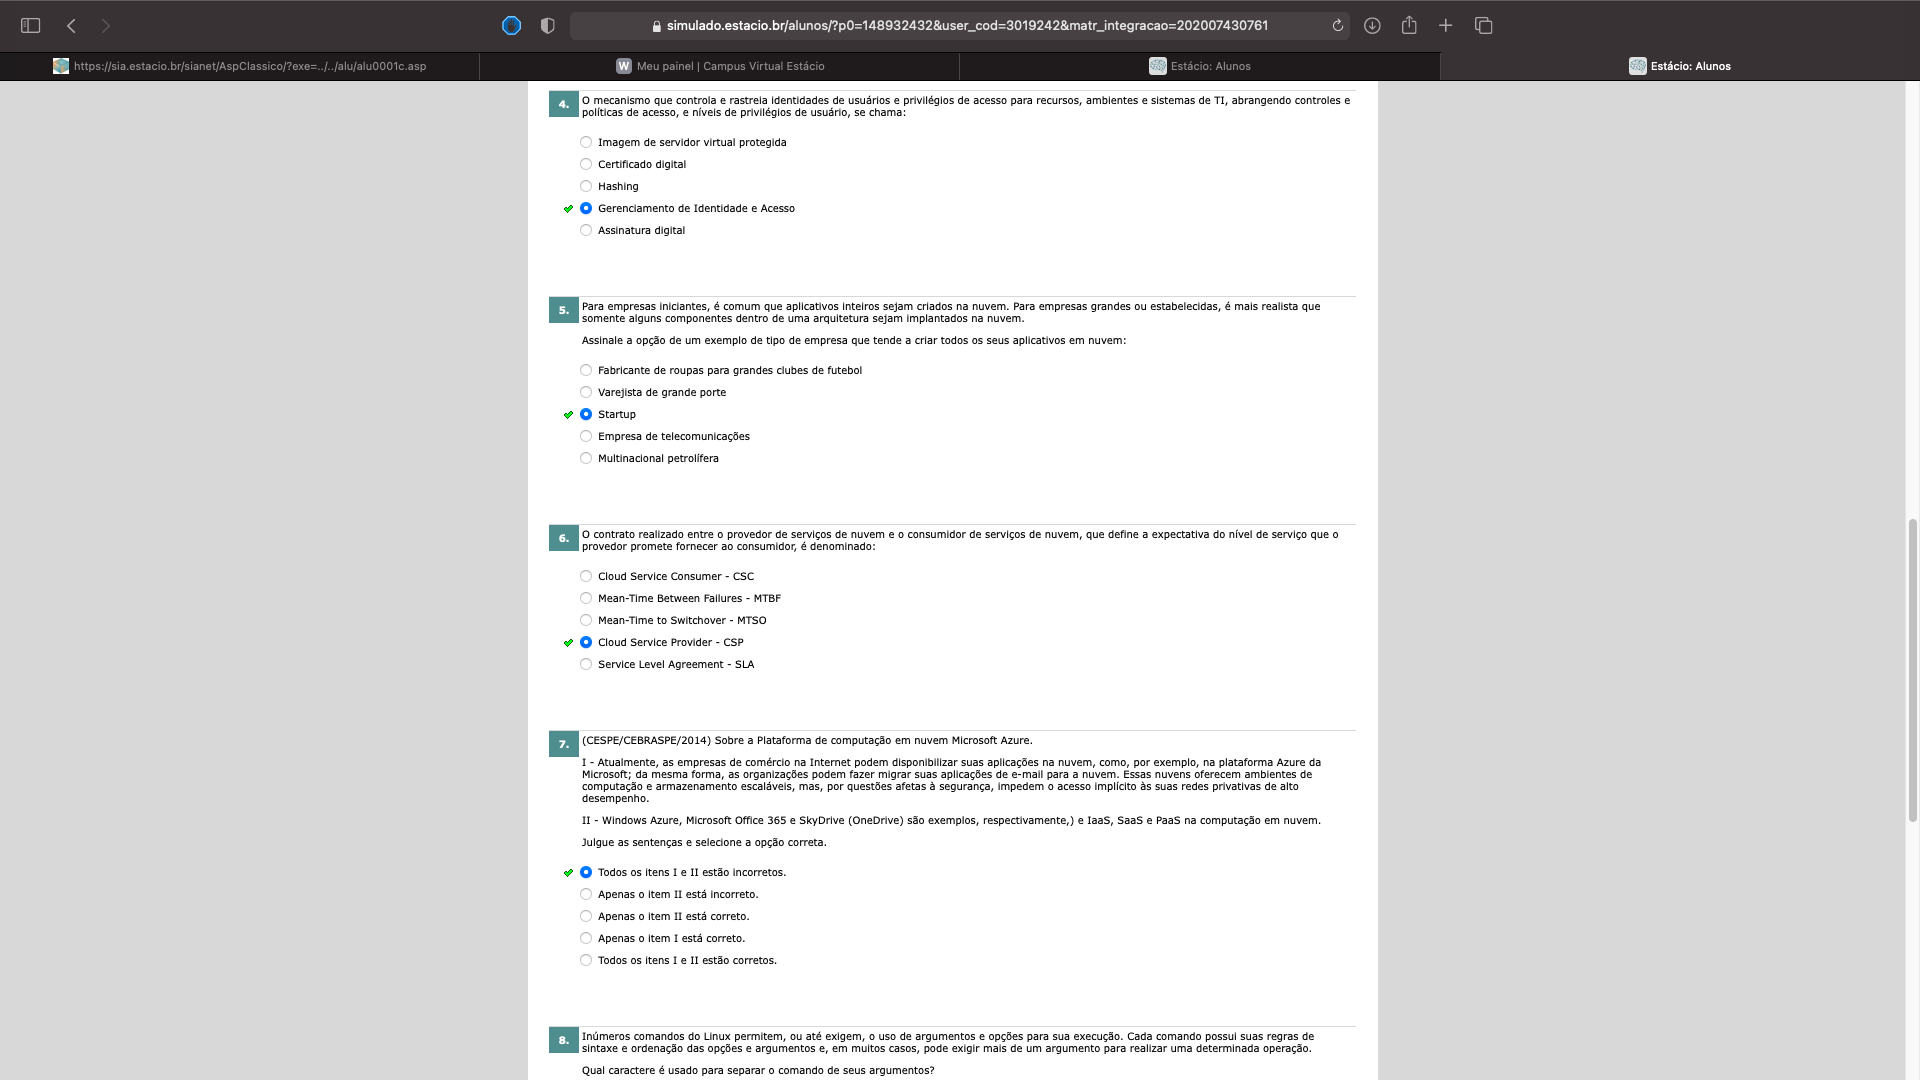 simulado.estacio.br/alunos/?p0=148932432&user_cod=3019242&matr_integracao=202007430761
https://sia.estacio.br/sianet/AspClassico/?exe=../../alu/alu0001c.asp
W Meu painel | Campus Virtual Estácio
Estácio: Alunos
Estácio: Alunos
4. O mecanismo que controla e rastreia identidades de usuários e privilégios de acesso para recursos, ambientes e sistemas de TI, abrangendo controles e
políticas de acesso, e níveis de privilégios de usuário, se chama:
Imagem de servidor virtual protegida
Certificado digital
Hashing
Gerenciamento de Identidade e Acesso
Assinatura digital
5. Para empresas iniciantes, é comum que aplicativos inteiros sejam criados na nuvem. Para empresas grandes ou estabelecidas, é mais realista que
somente alguns componentes dentro de uma arquitetura sejam implantados na nuvem.
Assinale a opção de um exemplo de tipo de empresa que tende a criar todos os seus aplicativos em nuvem:
Fabricante de roupas para grandes clubes de futebol
Varejista de grande porte
Startup
Empresa de telecomunicações
Multinacional petrolífera
6. O contrato realizado entre o provedor de serviços de nuvem e o consumidor de serviços de nuvem, que define a expectativa do nível de serviço que o
provedor promete fornecer ao consumidor, é denominado:
Cloud Service Consumer - CSC
Mean-Time Between Failures - MTBF
Mean-Time to Switchover - MTSO
Cloud Service Provider - CSP
Service Level Agreement - SLA
7. (CESPE/CEBRASPE/2014) Sobre a Plataforma de computação em nuvem Microsoft Azure.
I - Atualmente, as empresas de comércio na Internet podem disponibilizar suas aplicações na nuvem, como, por exemplo, na plataforma Azure da
Microsoft; da mesma forma, as organizações podem fazer migrar suas aplicações de e-mail para a nuvem. Essas nuvens oferecem ambientes de
computação e armazenamento escaláveis, mas, por questões afetas à segurança, impedem o acesso implícito às suas redes privativas de alto
desempenho.
II - Windows Azure, Microsoft Office 365 e SkyDrive (OneDrive) são exemplos, respectivamente,) e IaaS, SaaS e PaaS na computação em nuvem.
Julgue as sentenças e selecione a opção correta.
Todos os itens I e II estão incorretos.
Apenas o item II está incorreto.
Apenas o item II está correto.
Apenas o item I está correto.
Todos os itens I e II estão corretos.
8. Inúmeros comandos do Linux permitem, ou até exigem, o uso de argumentos e opções para sua execução. Cada comando possui suas regras de
sintaxe e ordenação das opções e argumentos e, em muitos casos, pode exigir mais de um argumento para realizar uma determinada operação.
Qual caractere é usado para separar o comando de seus argumentos?